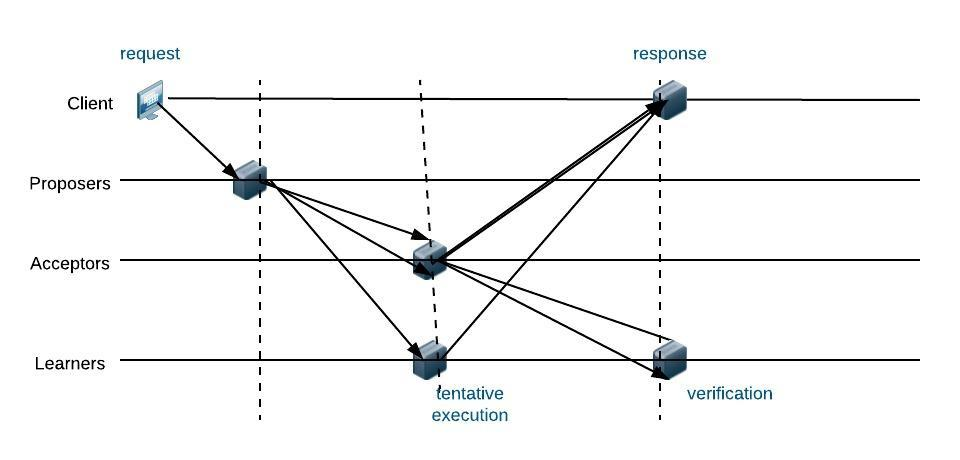 request
response
Client
Proposers
Acceptors
Learners
tentative
execution
verification